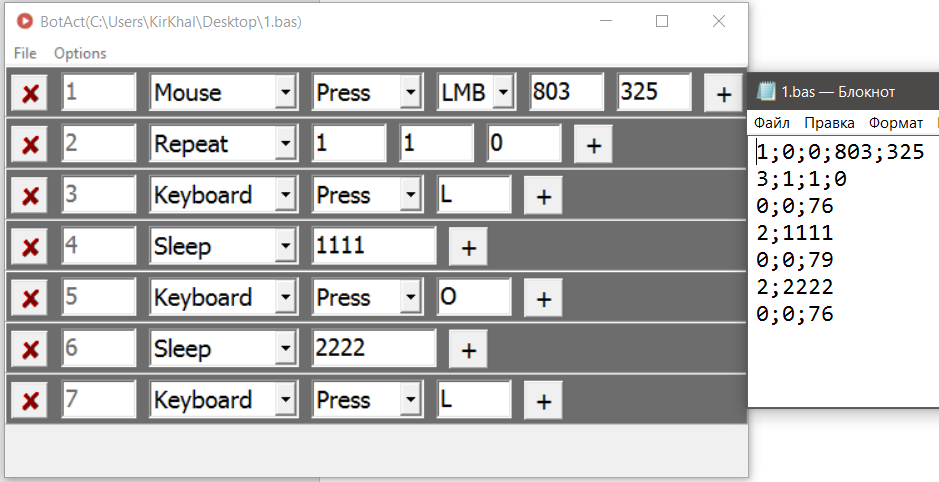 BotAct(C:\Users\KirKhal\Desktop\1.bas)
File Options
1 Mouse Press LMB 803 325 +
2 Repeat 1 1 0 +
3 Keyboard Press L +
4 Sleep 1111 +
5 Keyboard Press O +
6 Sleep 2222 +
7 Keyboard Press L +
1.bas — Блокнот
Файл Правка Формат
1;0;0;803;325
3;1;1;0
0;0;76
2;1111
0;0;79
2;2222
0;0;76